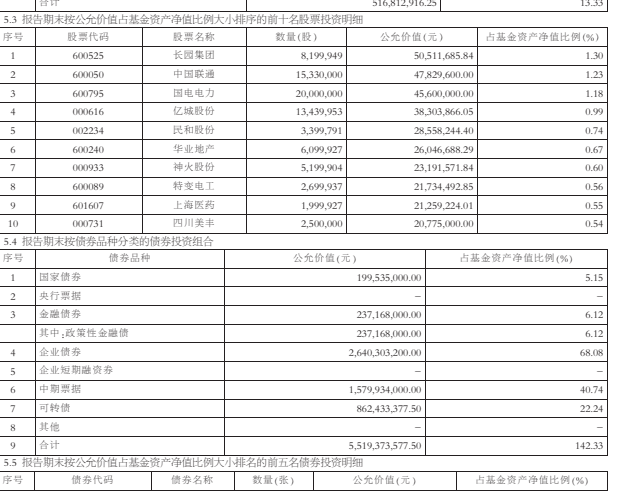 合计 516,812,916.25 13.33
5.3 报告期末按公允价值占基金资产净值比例大小排序的前十名股票投资明细
序号 股票代码 股票名称 数量(股) 公允价值(元) 占基金资产净值比例(%)
1 600525 长园集团 8,199,949 50,511,685.84 1.30
2 600050 中国联通 15,330,000 47,829,600.00 1.23
3 600795 国电电力 20,000,000 45,600,000.00 1.18
4 000616 亿城股份 13,439,953 38,303,866.05 0.99
5 002234 民和股份 3,399,791 28,558,244.40 0.74
6 600240 华业地产 6,099,927 26,046,688.29 0.67
7 000933 神火股份 5,199,904 23,191,571.84 0.60
8 600089 特变电工 2,699,937 21,734,492.85 0.56
9 601607 上海医药 1,999,927 21,259,224.01 0.55
10 000731 四川美丰 2,500,000 20,775,000.00 0.54
5.4 报告期末按债券品种分类的债券投资组合
序号 债券品种 公允价值(元) 占基金资产净值比例(%)
1 国家债券 199,535,000.00 5.15
2 央行票据 – –
3 金融债券 237,168,000.00 6.12
其中:政策性金融债 237,168,000.00 6.12
4 企业债券 2,640,303,200.00 68.08
5 企业短期融资券 – –
6 中期票据 1,579,934,000.00 40.74
7 可转债 862,433,377.50 22.24
8 其他 – –
9 合计 5,519,373,577.50 142.33
5.5 报告期末按公允价值占基金资产净值比例大小排名的前五名债券投资明细
序号 债券代码 债券名称 数量(张) 公允价值(元) 占基金资产净值比例(%)